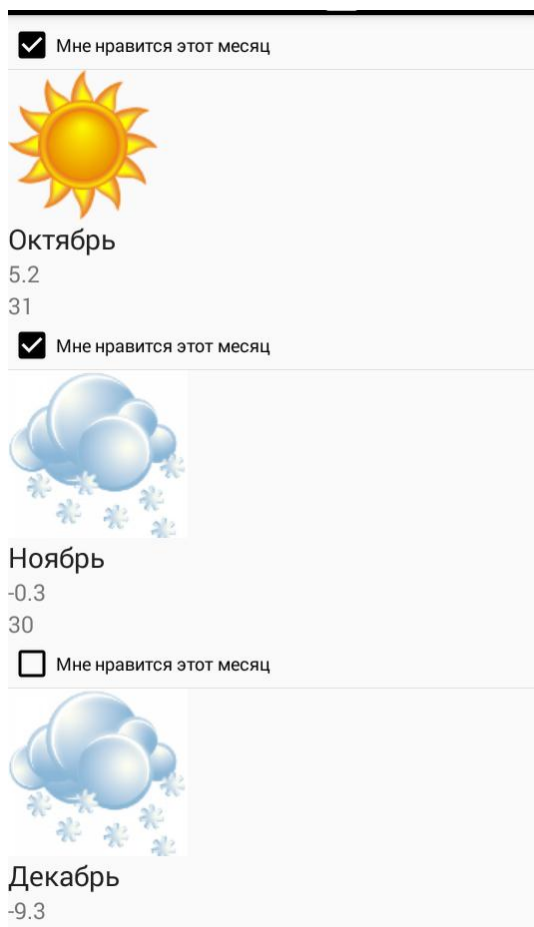 Мне нравится этот месяц
Октябрь
5.2
31
Мне нравится этот месяц
Ноябрь
-0.3
30
Мне нравится этот месяц
Декабрь
-9.3